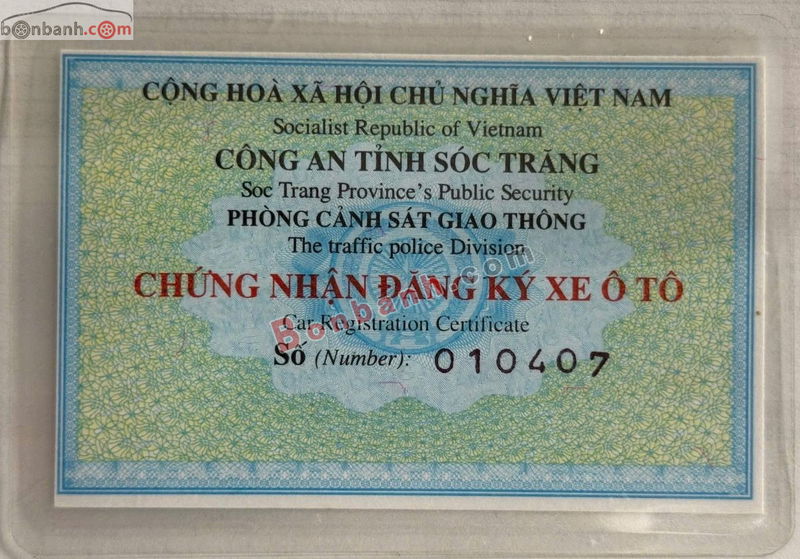 bonbanh.com
CỘNG HOÀ XÃ HỘI CHỦ NGHĨA VIỆT NAM
Socialist Republic of Vietnam
CÔNG AN TỈNH SÓC TRĂNG
Soc Trang Province's Public Security
PHÒNG CẢNH SÁT GIAO THÔNG
The traffic police Division
CHỨNG NHẬN ĐĂNG KÝ XE Ô TÔ
Car Registration Certificate
Số (Number): 010407
Bonbanh.com